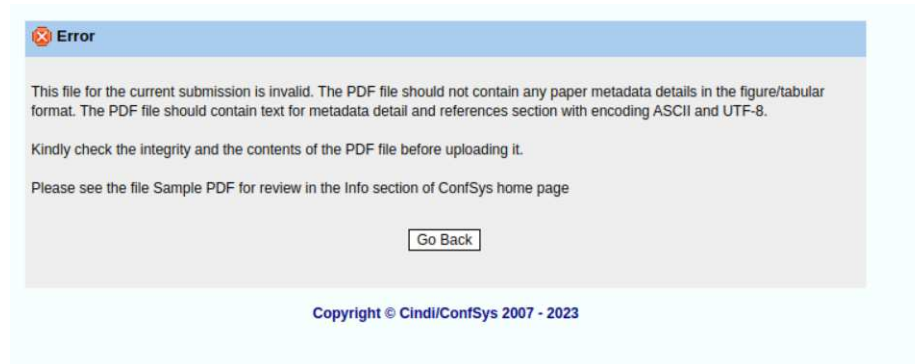 Error
This file for the current submission is invalid. The PDF file should not contain any paper metadata details in the figure/tabular
format. The PDF file should contain text for metadata detail and references section with encoding ASCII and UTF-8.
Kindly check the integrity and the contents of the PDF file before uploading it.
Please see the file Sample PDF for review in the Info section of ConfSys home page
Go Back
Copyright © Cindi/ConfSys 2007 - 2023